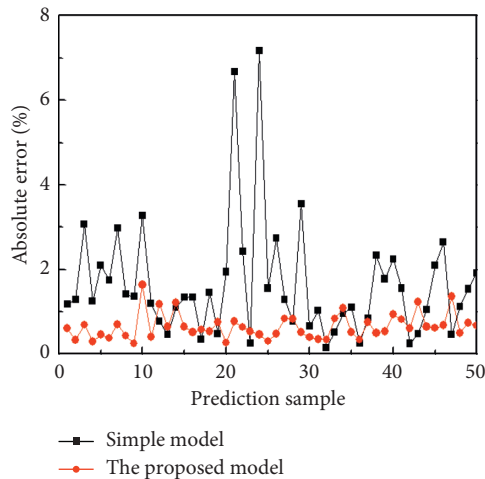 8
6
4
2
0
Absolute error (%)
0 10 20 30 40 50
Prediction sample
Simple model
The proposed model